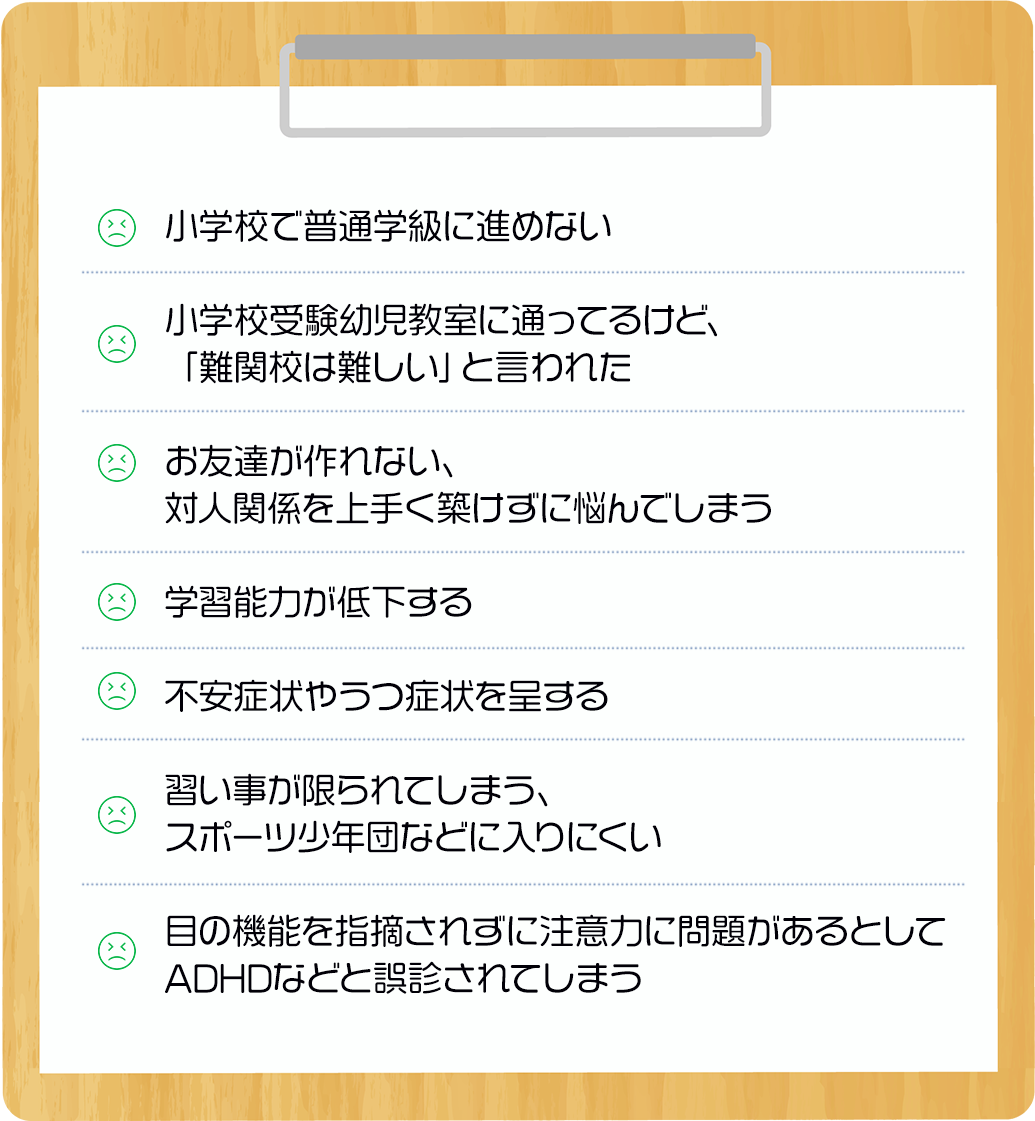 小学校で普通学級に進めない
小学校受験幼児教室に通ってるけど、
「難関校は難しい」と言われた
お友達が作れない、
対人関係を上手く築けずに悩んでしまう
学習能力が低下する
不安症状やうつ症状を呈する
習い事が限られてしまう、
スポーツ少年団などに入りにくい
目の機能を指摘されずに注意力に問題があるとして
ADHDなどと誤診されてしまう